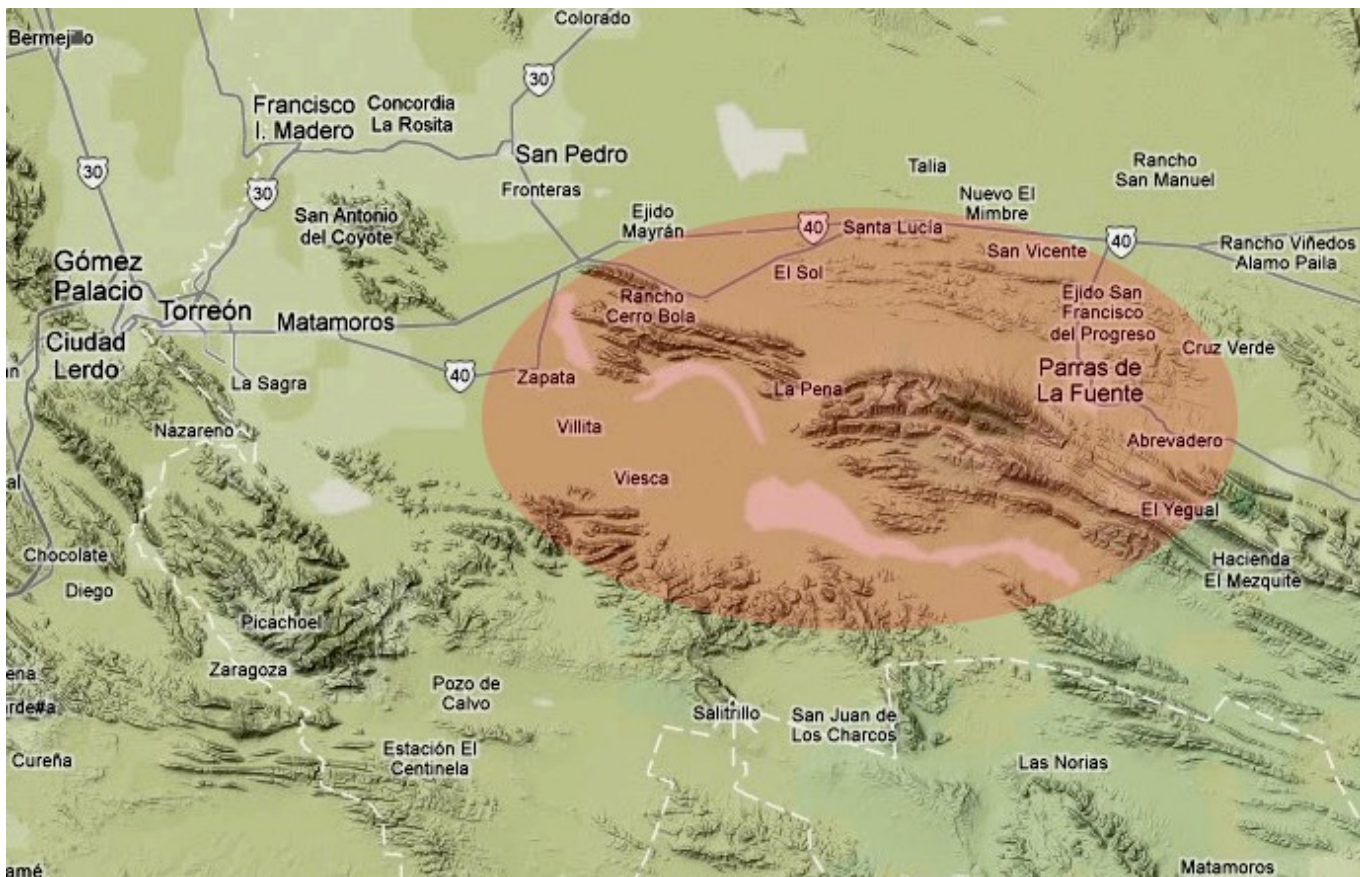 Colorado
Bermejillo
30
Francisco
I. Madero
Concordia
La Rosita
30
San Pedro
30
Fronteras
Talia
Rancho
San Manuel
Nuevo El
Mimbre
San Antonio
del Coyote
Ejido
Mayrán
40
Santa Lucía
San Vicente
40
Rancho Viñedos
Alamo Paila
Gómez
Palacio
El Sol
Torreón
Matamoros
Rancho
Cerro Bola
Ejido San
Francisco
del Progreso
Ciudad
Lerdo
La Sagra
40
Zapata
La Pena
Parras de
La Fuente
Cruz Verde
Nazareno
Villita
Abrevadero
Viesca
El Yegual
Chocolate
Diego
Hacienda
El Mezquite
Picachoel
Zaragoza
Pozo de
Calvo
Salitrillo
San Juan de
Los Charcos
Cureña
Estación El
Centinela
Las Norias
Matamoros